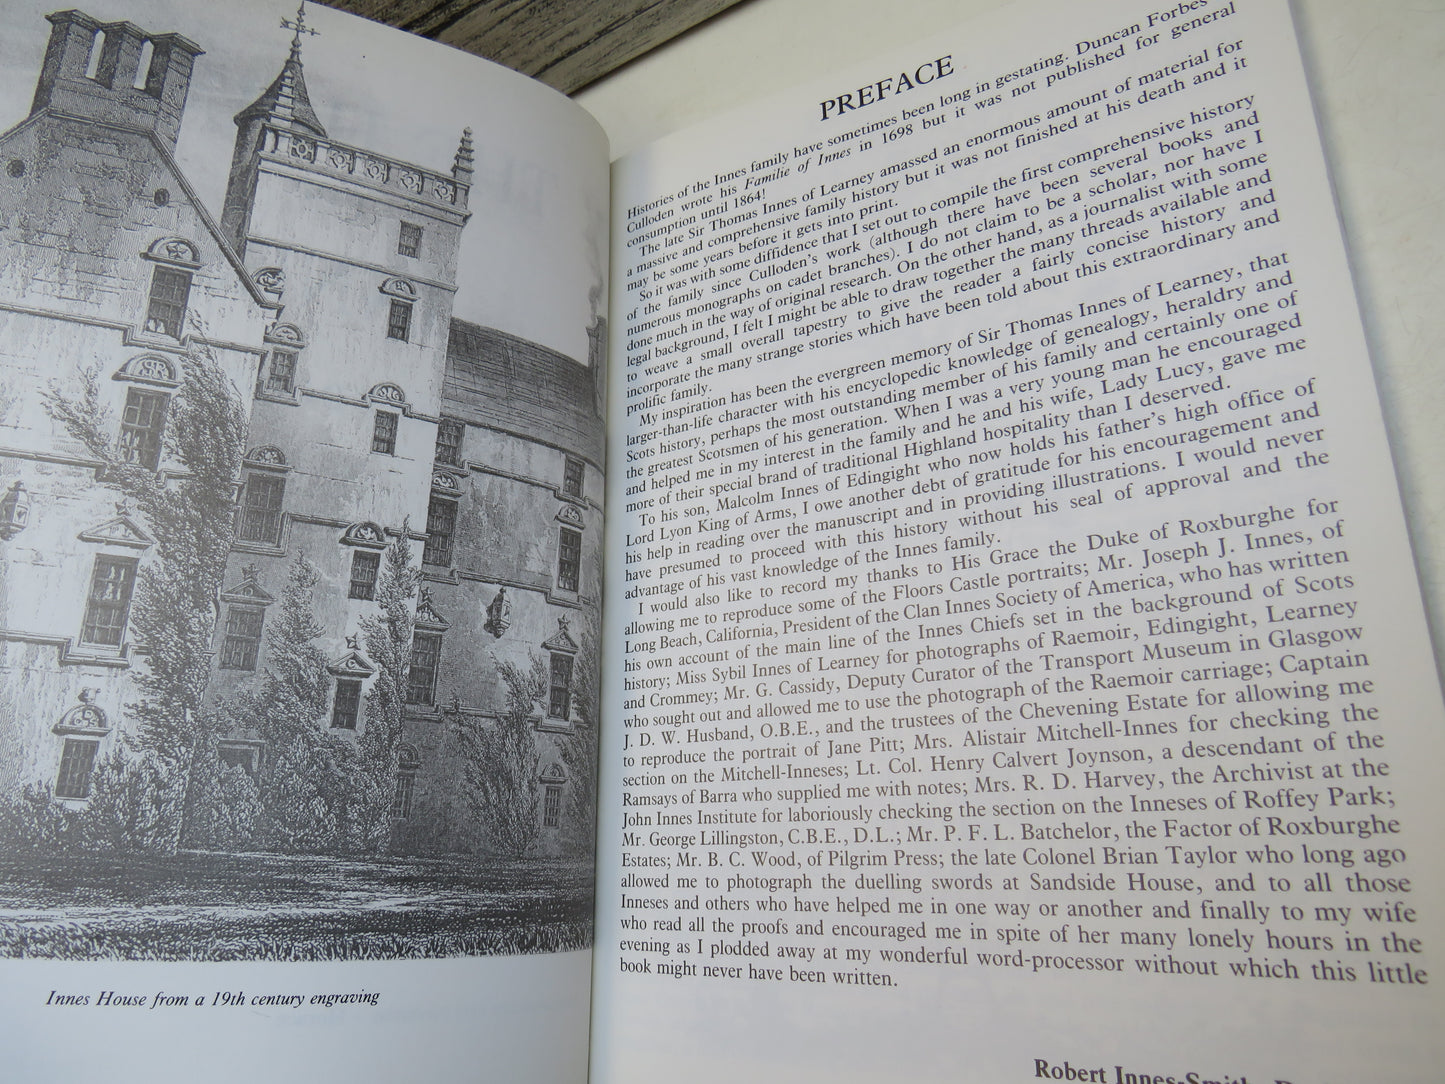 Innes House from a 19th century engraving
PREFACE
Histories of the Innes family have sometimes been long in gestating. Duncan Forbes
Culloden wrote his Familie of Innes in 1698 but it was not published for general
consumption until 1864!
The late Sir Thomas Innes of Learney amassed an enormous amount of material for
a massive and comprehensive family history but it was not finished at his death and it
may be some years before it gets into print.
So it was with some diffidence that I set out to compile the first comprehensive history
of the family since Culloden's work (although there have been several books and
numerous monographs on cadet branches). I do not claim to be a scholar, nor have I
done much in the way of original research. On the other hand, as a journalist with some
legal background, I felt I might be able to draw together the many threads available and
to weave a small overall tapestry to give the reader a fairly concise history and
incorporate the many strange stories which have been told about this extraordinary and
prolific family.
My inspiration has been the evergreen memory of Sir Thomas Innes of Learney, that
larger-than-life character with his encyclopedic knowledge of genealogy, heraldry and
Scots history, perhaps the most outstanding member of his family and certainly one of
the greatest Scotsmen of his generation. When I was a very young man he encouraged
and helped me in my interest in the family and he and his wife, Lady Lucy, gave me
more of their special brand of traditional Highland hospitality than I deserved.
To his son, Malcolm Innes of Edingight who now holds his father's high office of
Lord Lyon King of Arms, I owe another debt of gratitude for his encouragement and
his help in reading over the manuscript and in providing illustrations. I would never
have presumed to proceed with this history without his seal of approval and the
advantage of his vast knowledge of the Innes family.
I would also like to record my thanks to His Grace the Duke of Roxburghe for
allowing me to reproduce some of the Floors Castle portraits; Mr. Joseph J. Innes, of
Long Beach, California, President of the Clan Innes Society of America, who has written
his own account of the main line of the Innes Chiefs set in the background of Scots
history; Miss Sybil Innes of Learney for photographs of Raemoir, Edingight, Learney
and Crommey; Mr. G. Cassidy, Deputy Curator of the Transport Museum in Glasgow
who sought out and allowed me to use the photograph of the Raemoir carriage; Captain
J. D. W. Husband, O.B.E., and the trustees of the Chevening Estate for allowing me
to reproduce the portrait of Jane Pitt; Mrs. Alistair Mitchell-Innes for checking the
section on the Mitchell-Inneses; Lt. Col. Henry Calvert Joynson, a descendant of the
Ramsays of Barra who supplied me with notes; Mrs. R. D. Harvey, the Archivist at the
John Innes Institute for laboriously checking the section on the Inneses of Roffey Park;
Mr. George Lillingston, C.B.E., D.L.; Mr. P. F. L. Batchelor, the Factor of Roxburghe
Estates; Mr. B. C. Wood, of Pilgrim Press; the late Colonel Brian Taylor who long ago
allowed me to photograph the duelling swords at Sandside House, and to all those
Inneses and others who have helped me in one way or another and finally to my wife
who read all the proofs and encouraged me in spite of her many lonely hours in the
evening as I plodded away at my wonderful word-processor without which this little
book might never have been written.
Robert Innes-Smith